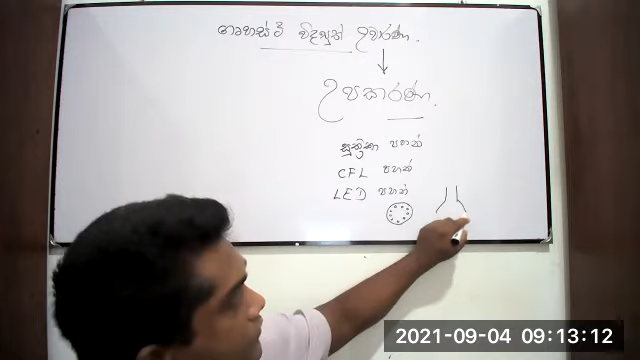 ගෘහස්ථ විද්‍යුත් උපකරණ.
උපකරණ.
සූත්‍රිකා පහන්
CFL පහන්
LED පහන්
2021-09-04 09:13:12